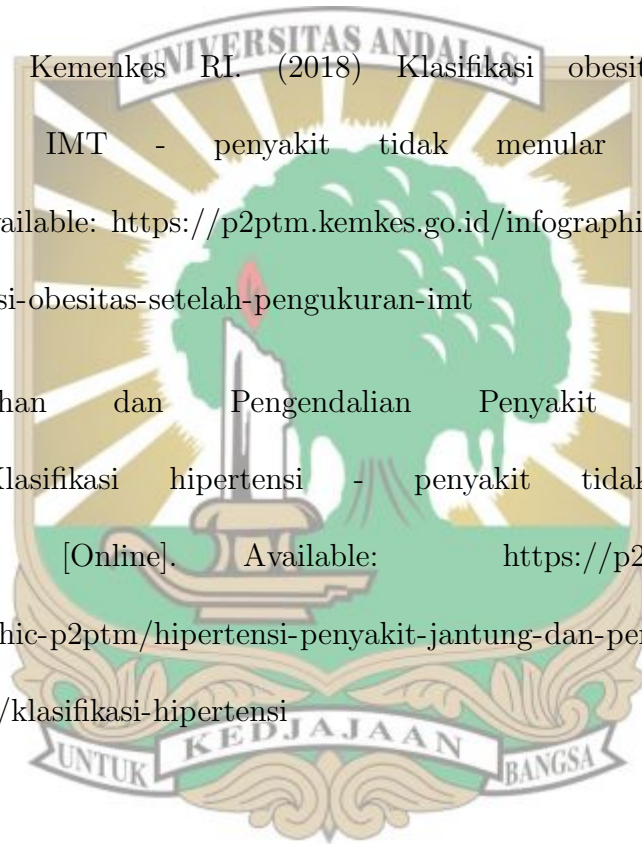 UNIVERSITAS ANDALAS
Kemenkes RI. (2018) Klasifikasi obesit
IMT - penyakit tidak menular
ailable: https://p2ptm.kemkes.go.id/infographi
si-obesitas-setelah-pengukuran-imt
han dan Pengendalian Penyakit
lasifikasi hipertensi - penyakit tidak
[Online]. Available: https://p2
hic-p2ptm/hipertensi-penyakit-jantung-dan-pe
/klasifikasi-hipertensi
UNTUK KEDJAJAAN BANGSA